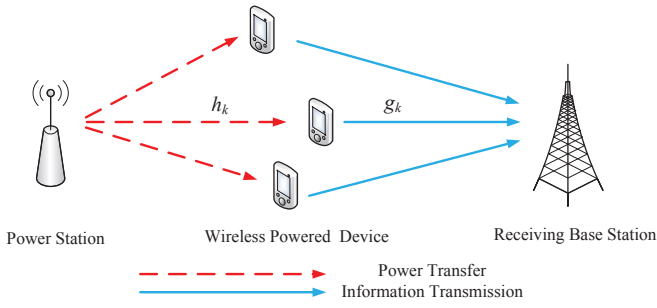 h_k
g_k
Power Station
Wireless Powered Device
Receiving Base Station
Power Transfer
Information Transmission